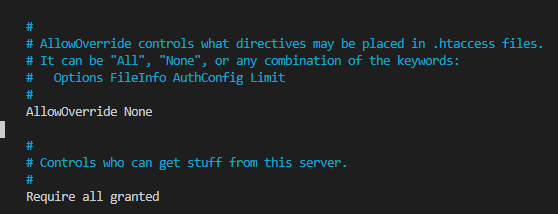 #
# AllowOverride controls what directives may be placed in .htaccess files.
# It can be "All", "None", or any combination of the keywords:
#   Options FileInfo AuthConfig Limit
#
AllowOverride None
#
# Controls who can get stuff from this server.
#
Require all granted